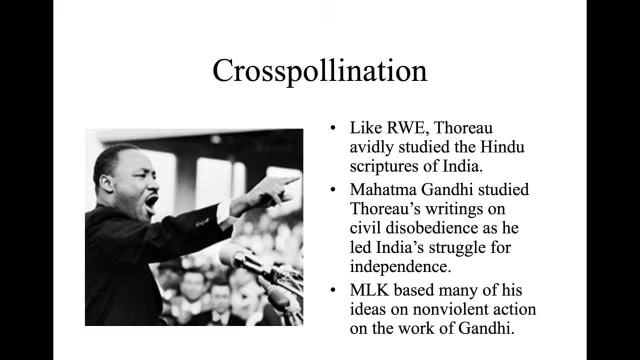 Crosspollination
• Like RWE, Thoreau
avidly studied the Hindu
scriptures of India.
• Mahatma Gandhi studied
Thoreau’s writings on
civil disobedience as he
led India’s struggle for
independence.
• MLK based many of his
ideas on nonviolent action
on the work of Gandhi.